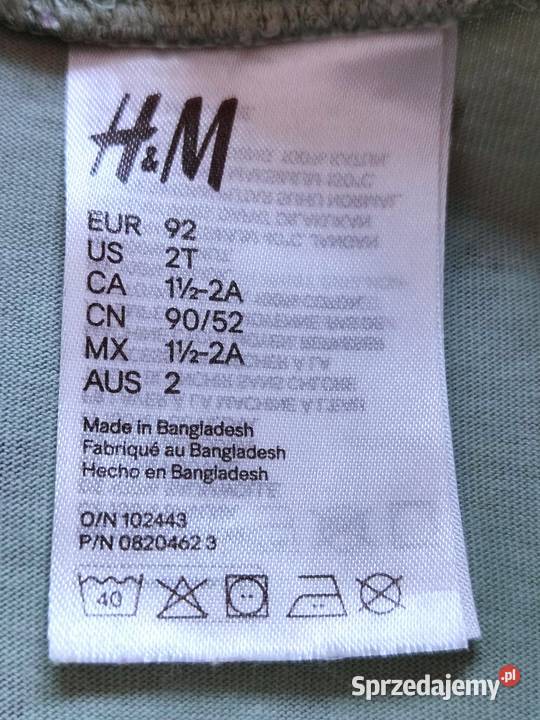 H&M
EUR 92
US 2T
CA 1½-2A
CN 90/52
MX 1½-2A
AUS 2
Made in Bangladesh
Fabriqué au Bangladesh
Hecho en Bangladesh
O/N 102443
P/N 0820462 3
40
Sprzedajemy.pl